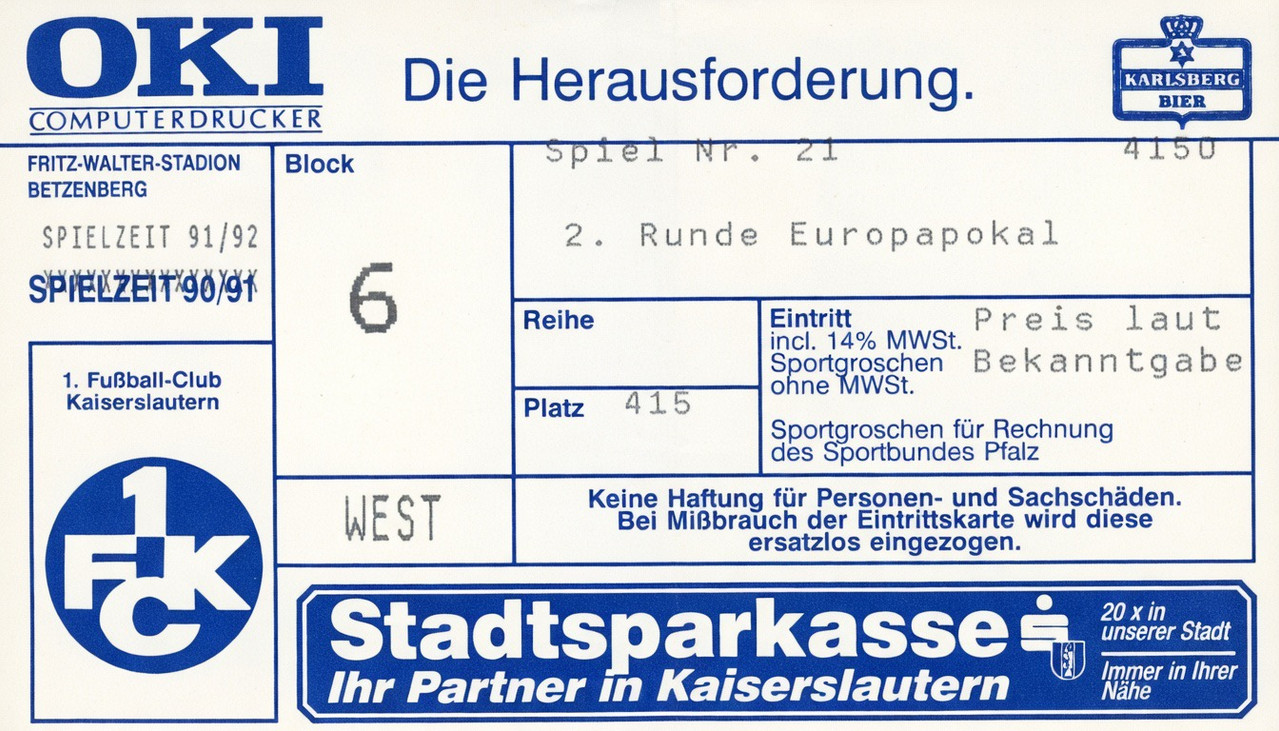 OKI
COMPUTERDRUCKER
Die Herausforderung.
KARLSBERG
BIER
FRITZ-WALTER-STADION
BETZENBERG
SPIELZEIT 91/92
XXXXXXXXXXXXXXX
SPIELZEIT 90/91
1. Fußball-Club
Kaiserslautern
1
FCK
Block
6
WEST
Spiel Nr. 21 4150
2. Runde Europapokal
Reihe
Platz 415
Eintritt
incl. 14% MWSt.
Sportgroschen
ohne MWSt.
Preis laut
Bekanntgabe
Sportgroschen für Rechnung
des Sportbundes Pfalz
Keine Haftung für Personen- und Sachschäden.
Bei Mißbrauch der Eintrittskarte wird diese
ersatzlos eingezogen.
Stadtsparkasse
Ihr Partner in Kaiserslautern
20 x in
unserer Stadt
Immer in Ihrer
Nähe